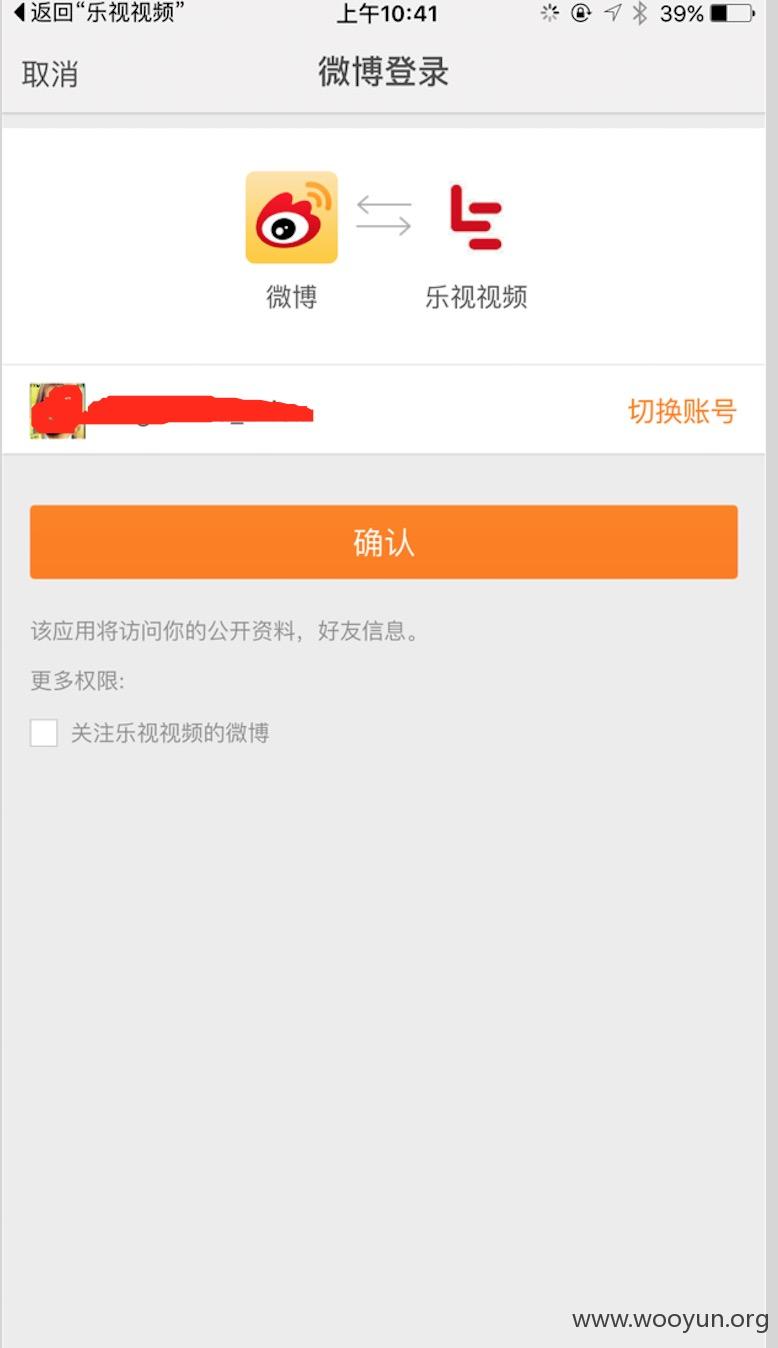 返回“乐视视频” 上午10:41 39%
取消 微博登录
微博 乐视视频
切换账号
确认
该应用将访问你的公开资料，好友信息。
更多权限:
关注乐视视频的微博
www.wooyun.org